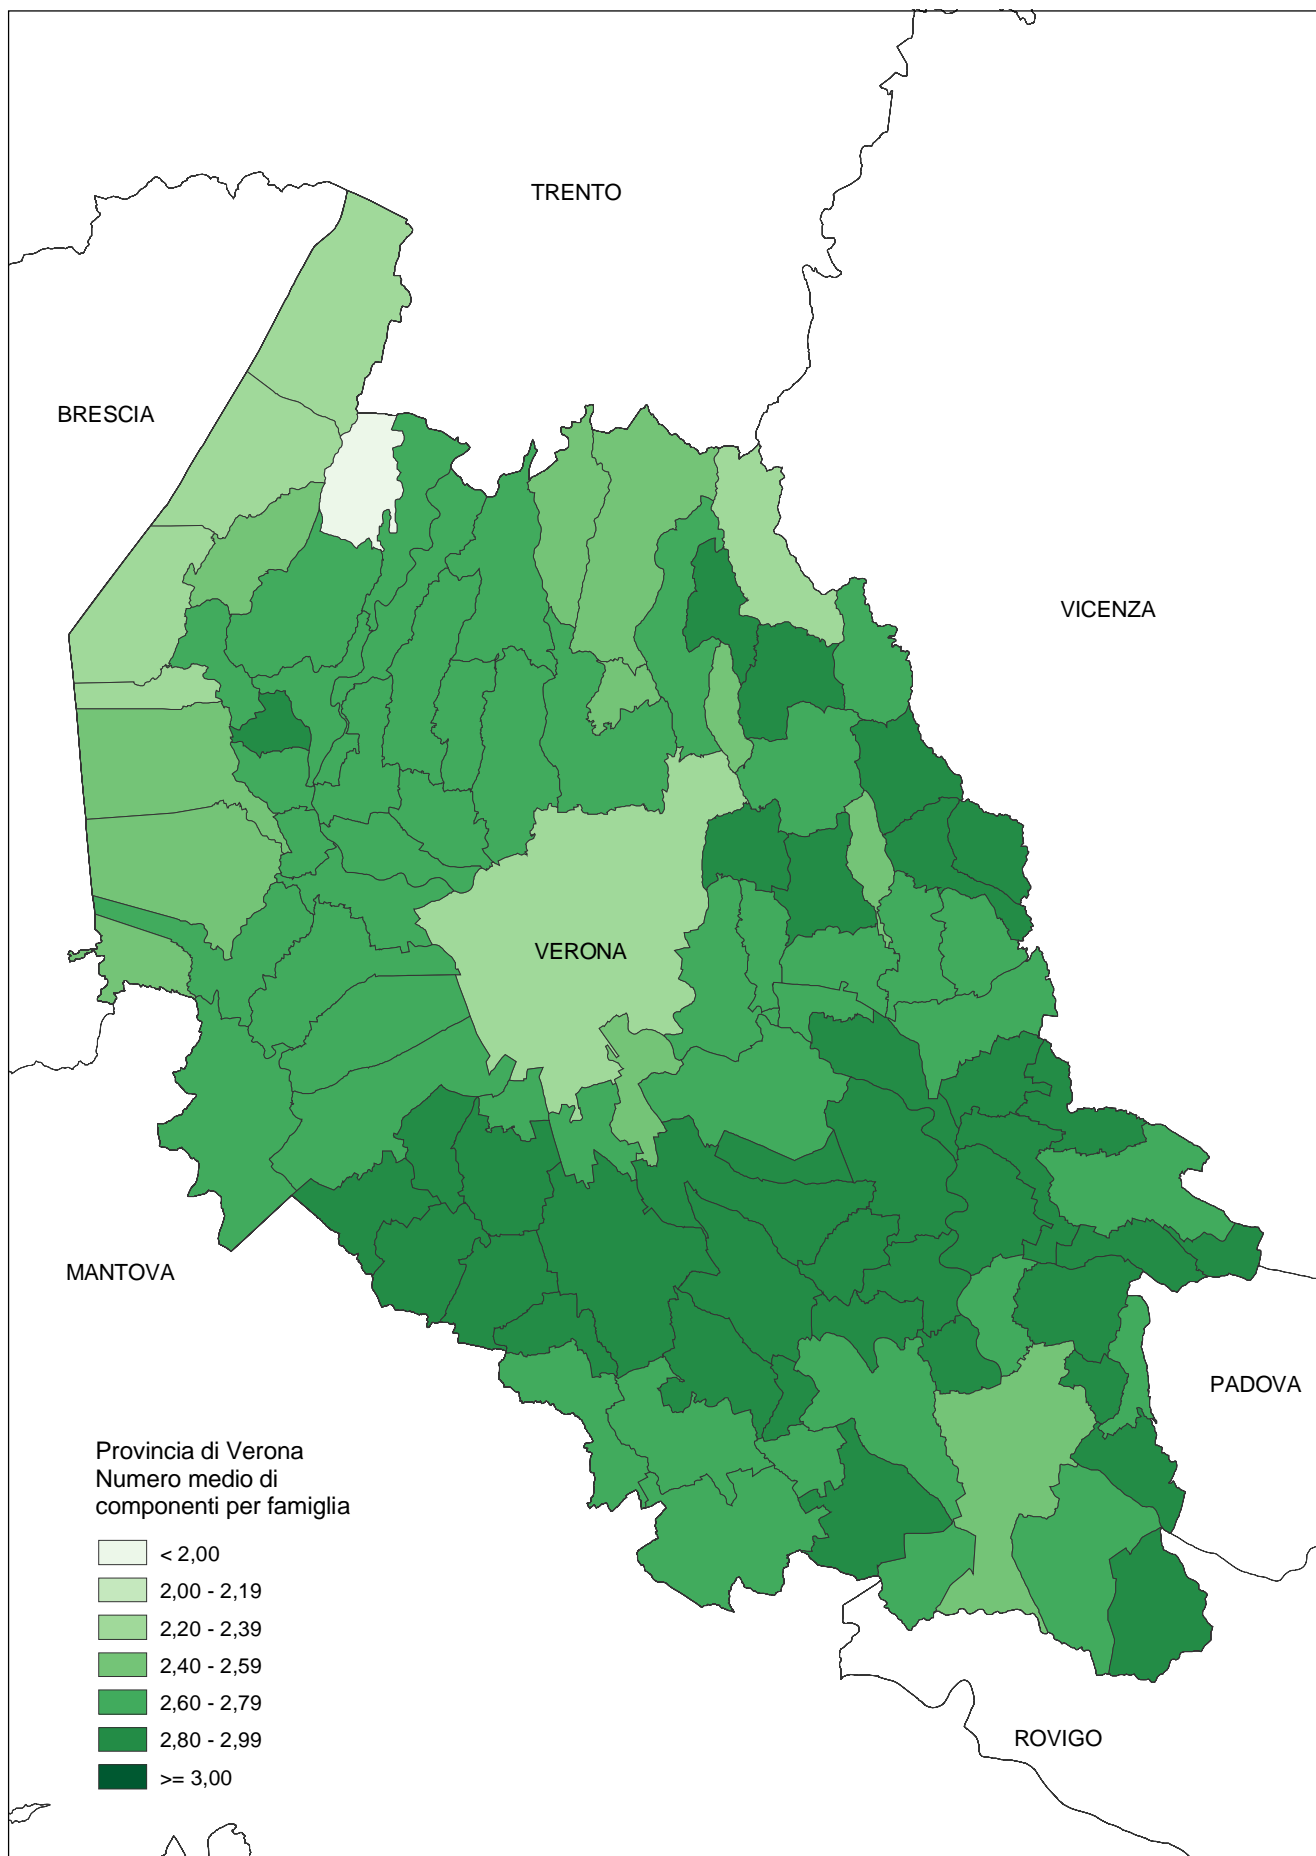 TRENTO
BRESCIA
VICENZA
VERONA
MANTOVA
PADOVA
Provincia di Verona
Numero medio di
componenti per famiglia
< 2,00
2,00 - 2,19
2,20 - 2,39
2,40 - 2,59
2,60 - 2,79
2,80 - 2,99
>= 3,00
ROVIGO